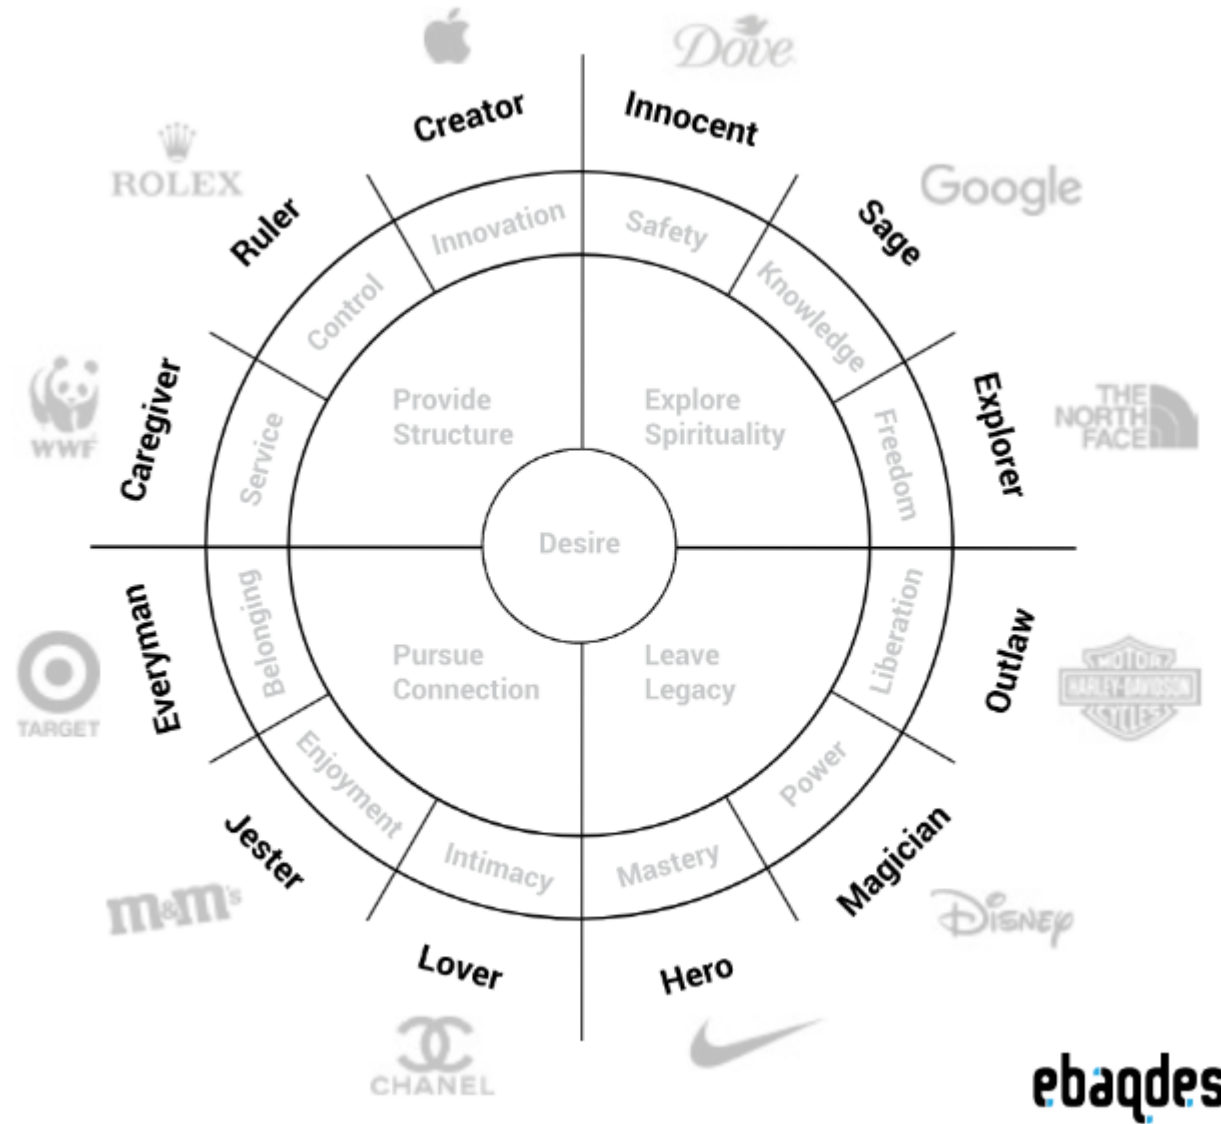 Dove
Creator
Innocent
ROLEX
Google
Ruler
Sage
Innovation
Safety
Control
Knowledge
Caregiver
WWF
Service
Provide
Structure
Explore
Spirituality
Freedom
Explorer
THE
NORTH
FACE
Desire
Everyman
TARGET
Belonging
Pursue
Connection
Leave
Legacy
Liberation
Outlaw
MOTOR
HARLEY-DAVIDSON
CYCLES
Jester
m&m's
Enjoyment
Intimacy
Mastery
Power
Magician
Disney
Lover
Hero
CHANEL
ebaqdes